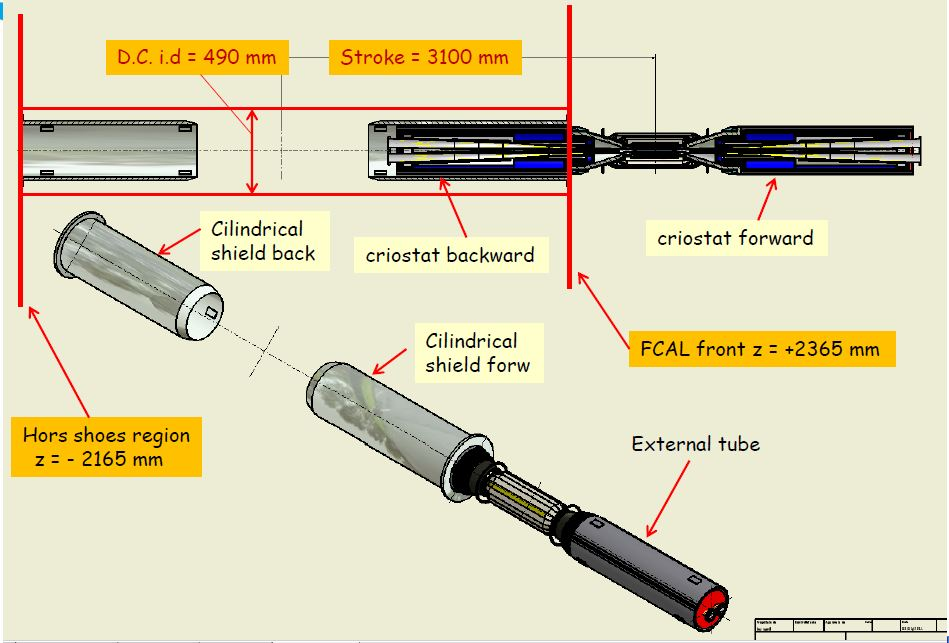 D.C. i.d = 490 mm
Stroke = 3100 mm
Cilindrical
shield back
criostat backward
criostat forward
Cilindrical
shield forw
FCAL front z = +2365 mm
Hors shoes region
z = - 2165 mm
External tube